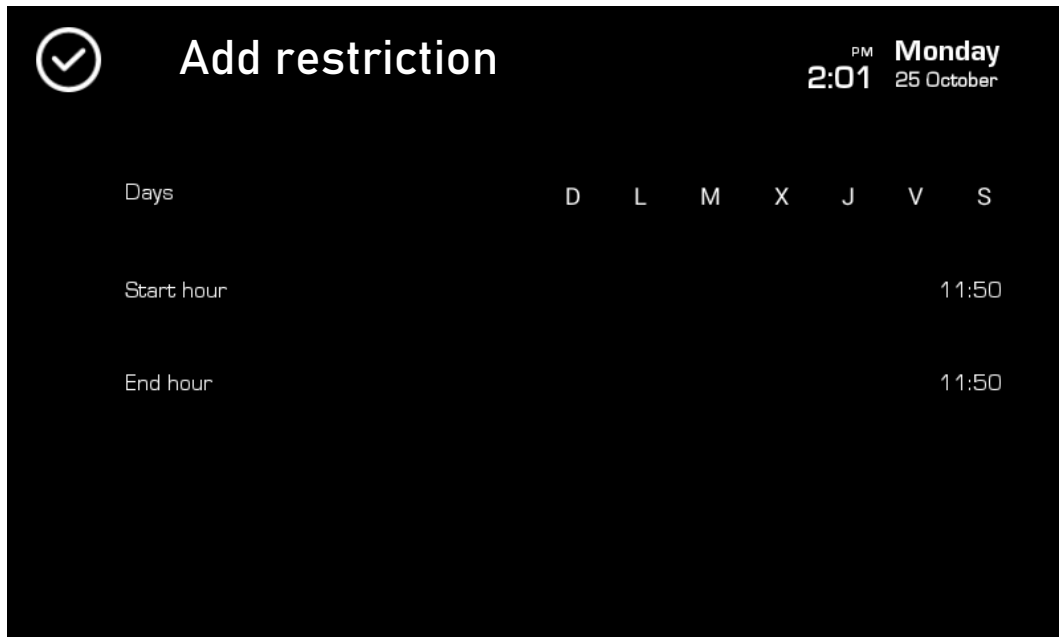 Add restriction
PM
2:01
Monday
25 October
Days D L M X J V S
Start hour 11:50
End hour 11:50